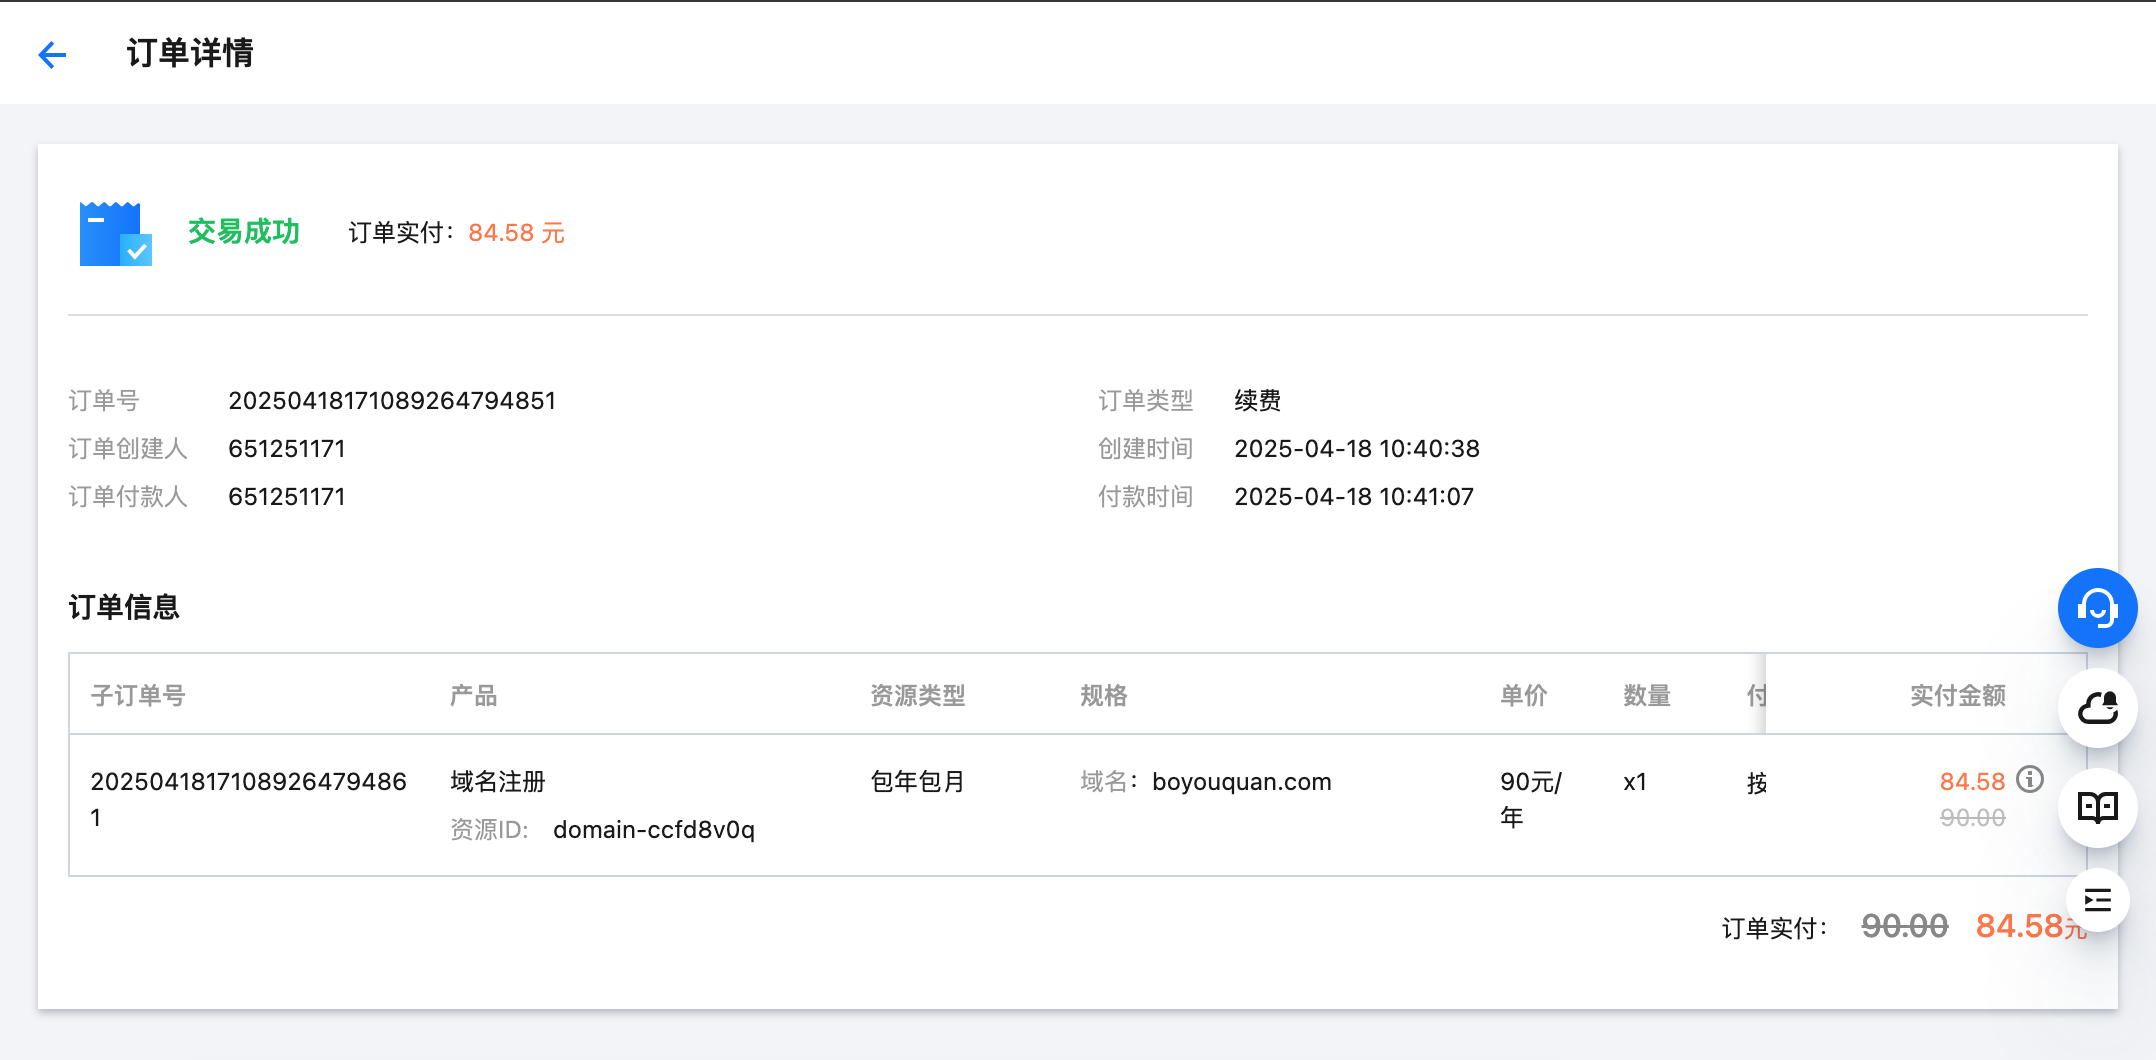 订单详情
交易成功 订单实付： 84.58 元
订单号 20250418171089264794851 订单类型 续费
订单创建人 651251171 创建时间 2025-04-18 10:40:38
订单付款人 651251171 付款时间 2025-04-18 10:41:07
订单信息
子订单号 产品 资源类型 规格 单价 数量 付 实付金额
2025041817108926479486 域名注册 包年包月 域名： boyouquan.com 90元/ x1 按 84.58
1 资源ID: domain-ccfd8v0q 年 90.00
订单实付： 90.00 84.58元